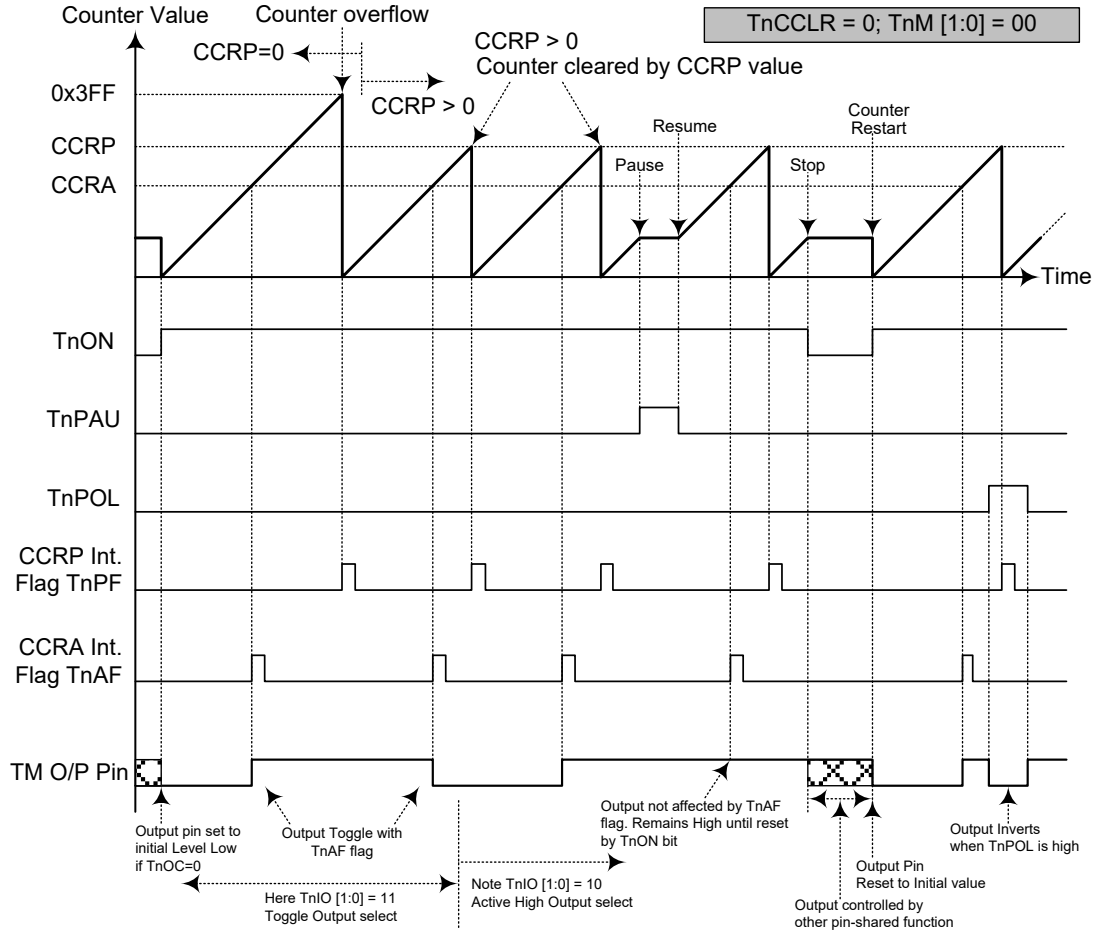 Counter Value
Counter overflow
TnCCLR = 0; TnM [1:0] = 00
CCRP=0
CCRP > 0
CCRP > 0
Counter cleared by CCRP value
0x3FF
CCRP
CCRA
Pause
Resume
Stop
Counter
Restart
Time
TnON
TnPAU
TnPOL
CCRP Int.
Flag TnPF
CCRA Int.
Flag TnAF
TM O/P Pin
Output pin set to
initial Level Low
if TnOC=0
Output Toggle with
TnAF flag
Output not affected by TnAF
flag. Remains High until reset
by TnON bit
Output Inverts
when TnPOL is high
Output Pin
Reset to Initial value
Here TnIO [1:0] = 11
Toggle Output select
Note TnIO [1:0] = 10
Active High Output select
Output controlled by
other pin-shared function